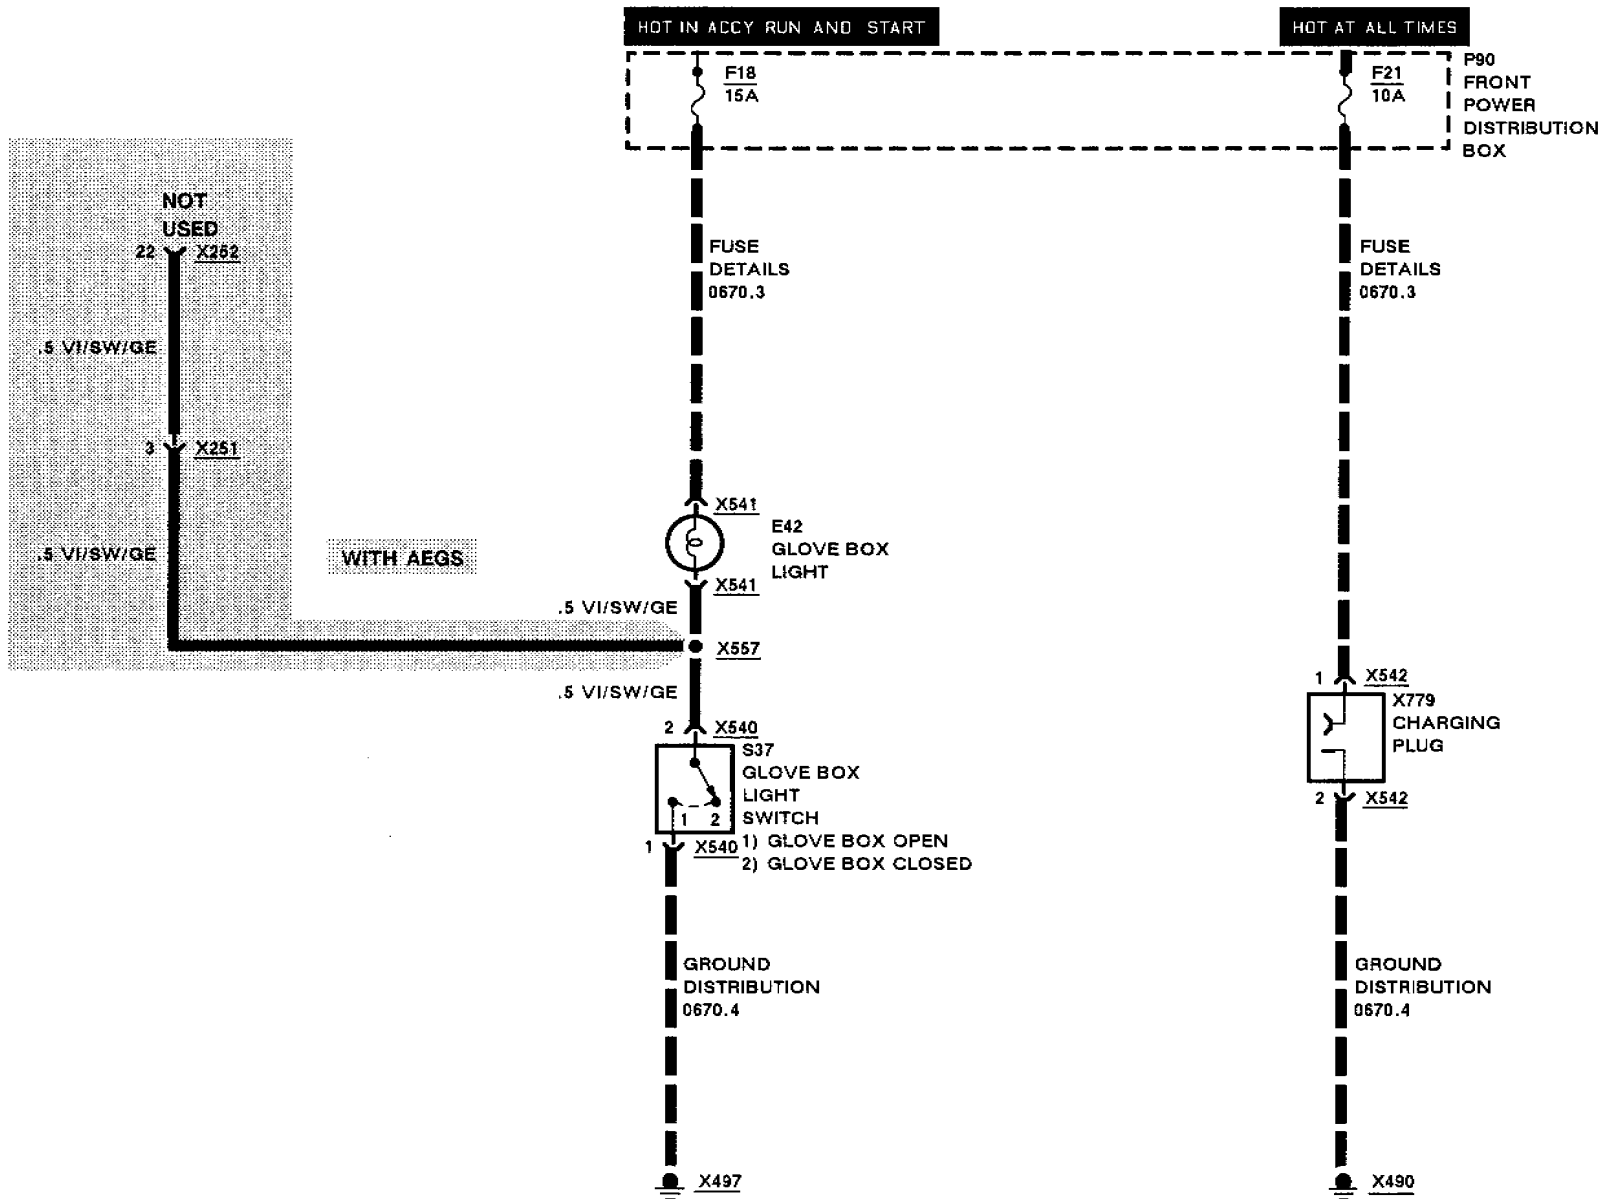 HOT IN ACCY RUN AND START
HOT AT ALL TIMES
F18
15A
F21
10A
P90
FRONT
POWER
DISTRIBUTION
BOX
NOT
USED
22 X252
FUSE
DETAILS
0670.3
FUSE
DETAILS
0670.3
.5 VI/SW/GE
3 X251
.5 VI/SW/GE
WITH AEGS
X541
E42
GLOVE BOX
LIGHT
X541
.5 VI/SW/GE
X557
.5 VI/SW/GE
2 X540
S37
GLOVE BOX
LIGHT
SWITCH
1 2
1) GLOVE BOX OPEN
2) GLOVE BOX CLOSED
1 X540
1 X542
X779
CHARGING
PLUG
2 X542
GROUND
DISTRIBUTION
0670.4
GROUND
DISTRIBUTION
0670.4
X497
X490